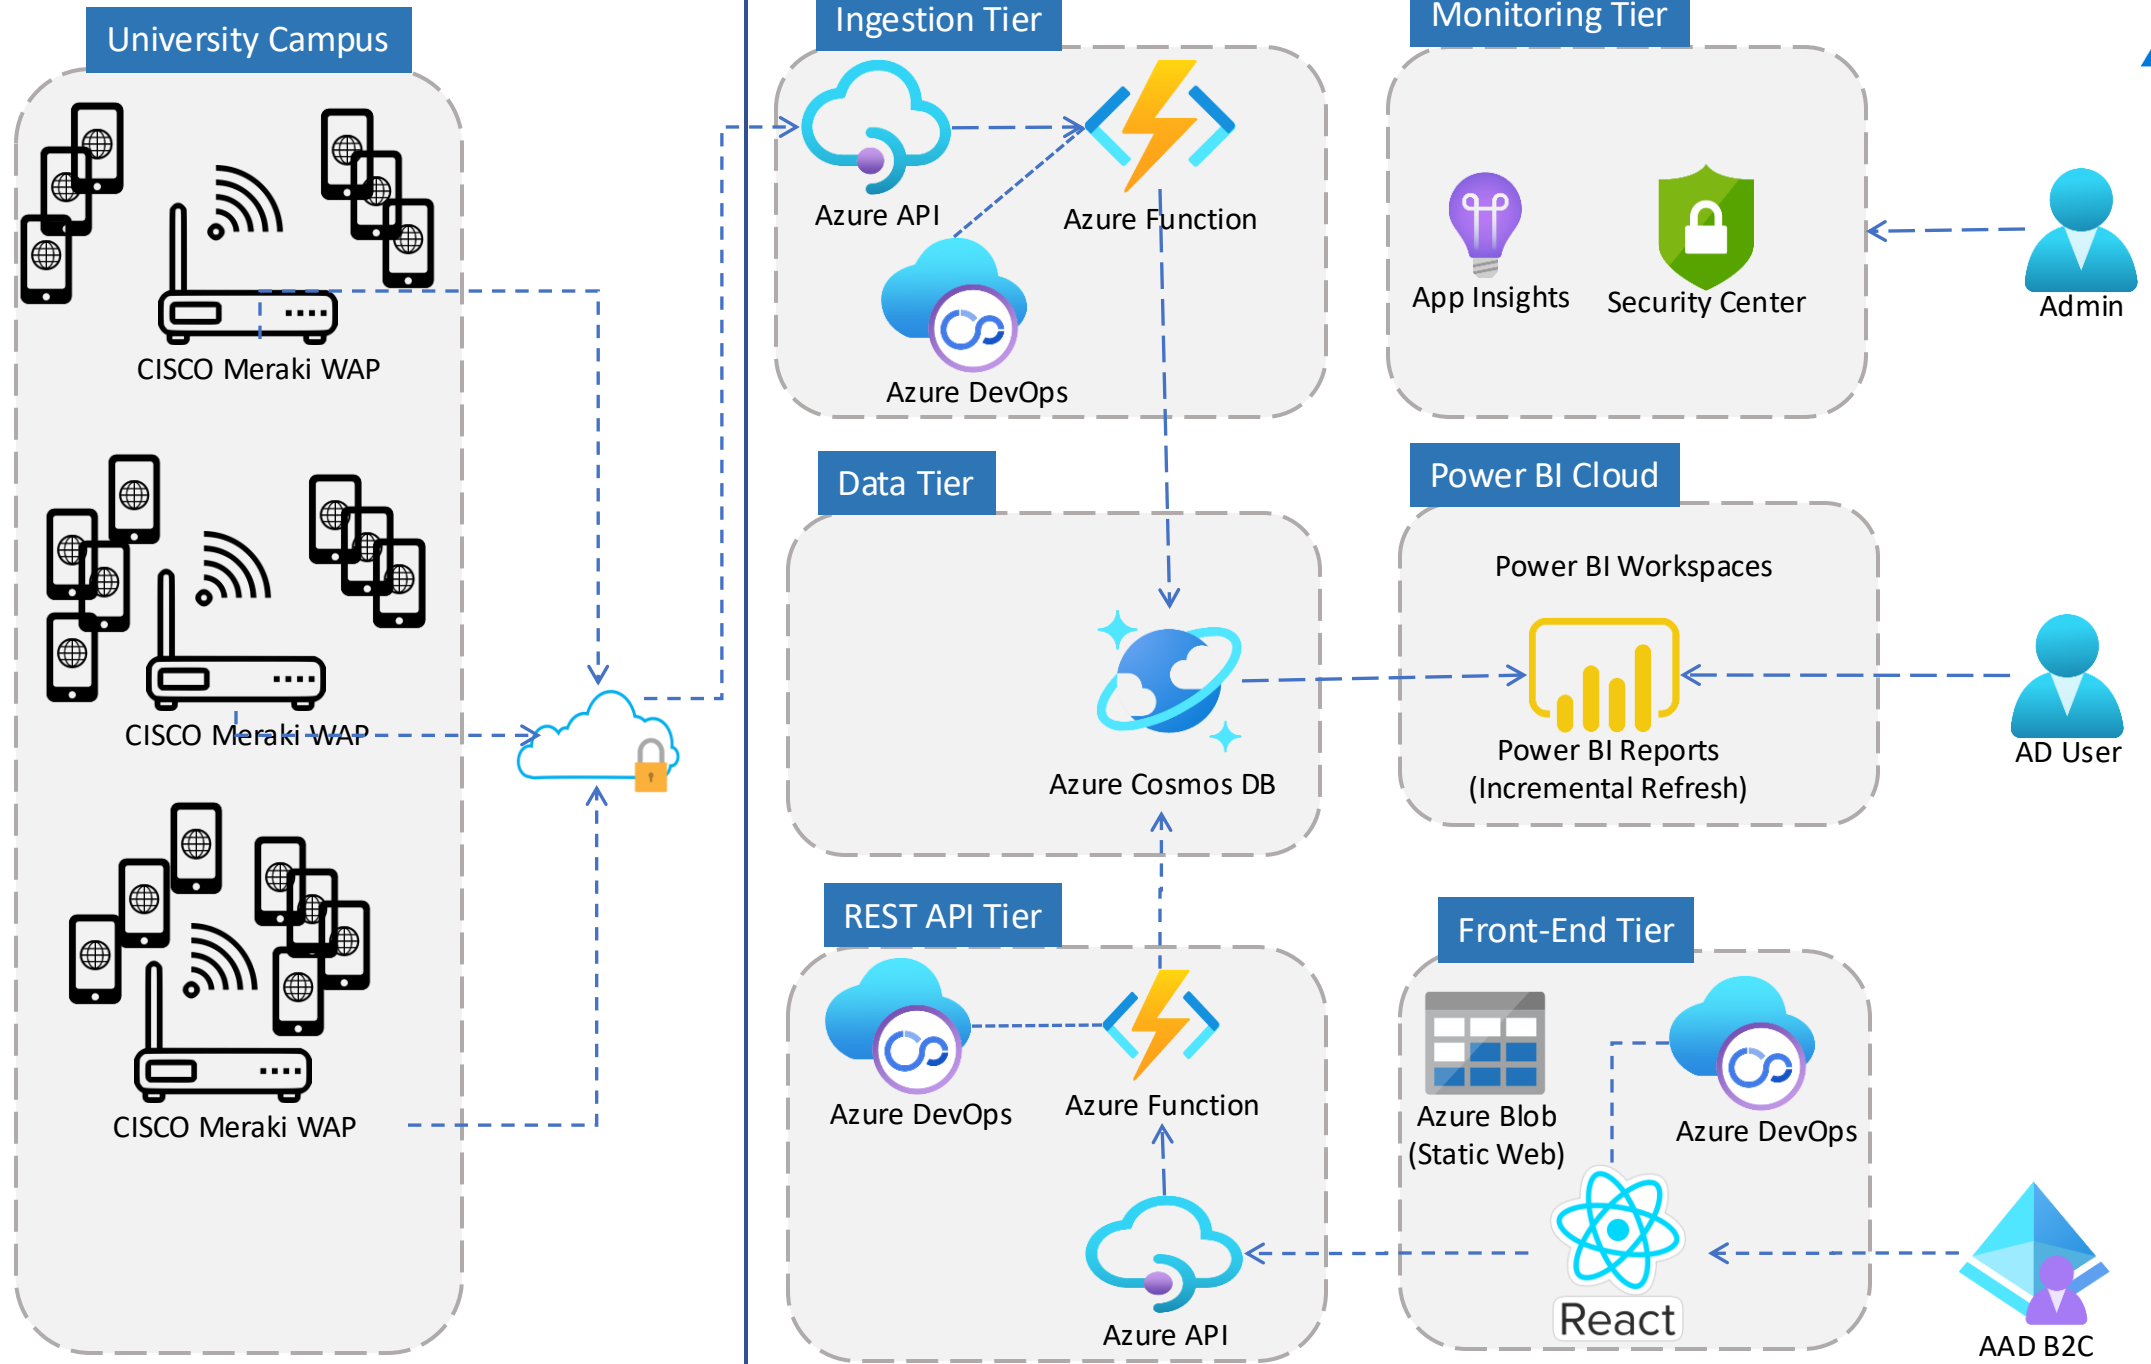 University Campus
CISCO Meraki WAP
CISCO Meraki WAP
CISCO Meraki WAP
Ingestion Tier
Azure API
Azure Function
Azure DevOps
Monitoring Tier
App Insights
Security Center
Admin
Data Tier
Azure Cosmos DB
Power BI Cloud
Power BI Workspaces
Power BI Reports
(Incremental Refresh)
AD User
REST API Tier
Azure DevOps
Azure Function
Azure API
Front-End Tier
Azure Blob
(Static Web)
Azure DevOps
React
AAD B2C